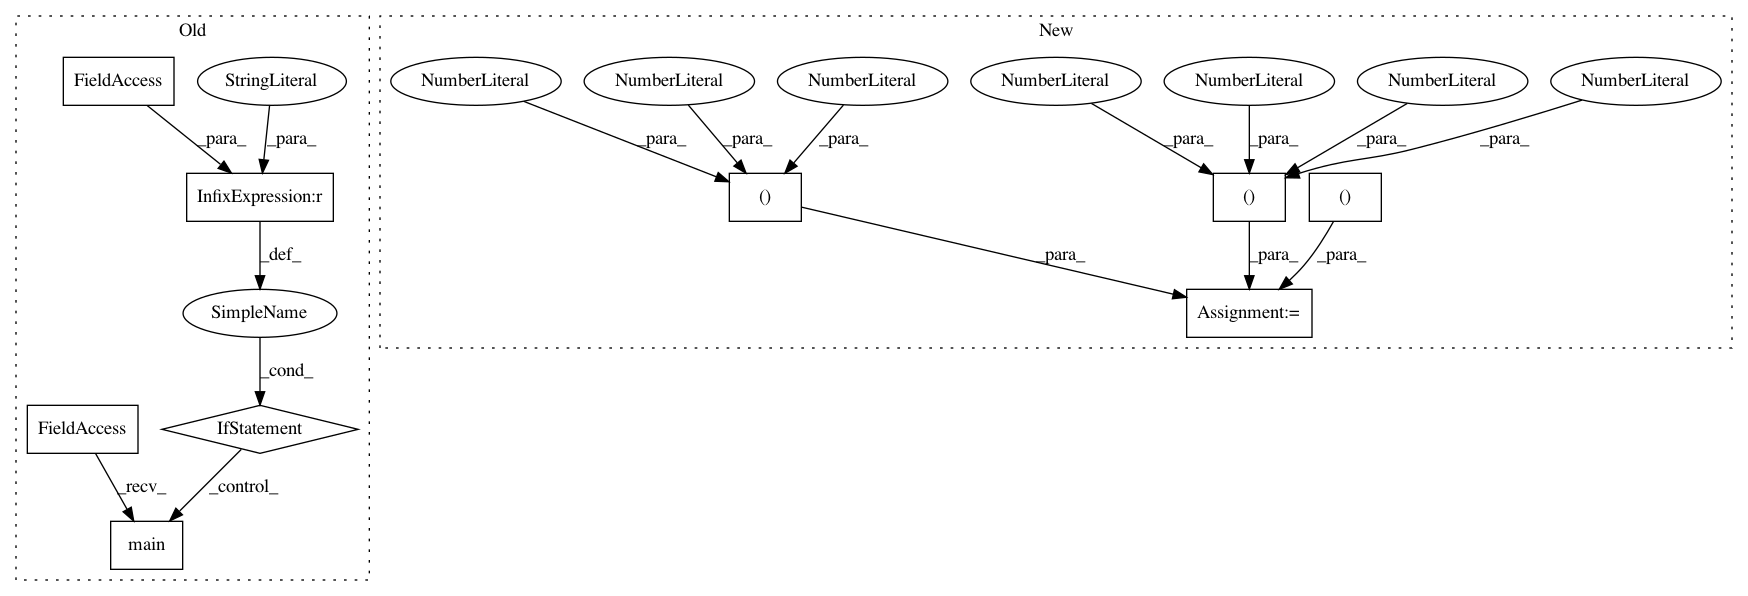 Old
New
FieldAccess
StringLiteral
NumberLiteral
NumberLiteral
NumberLiteral
NumberLiteral
NumberLiteral
NumberLiteral
NumberLiteral
_para_
_para_
_para_
_para_
_para_
_para_
_para_
_para_
_para_
InfixExpression:r
()
()
()
_def_
_para_
_para_
_para_
SimpleName
Assignment:=
_cond_
FieldAccess
IfStatement
_recv_
_control_
main